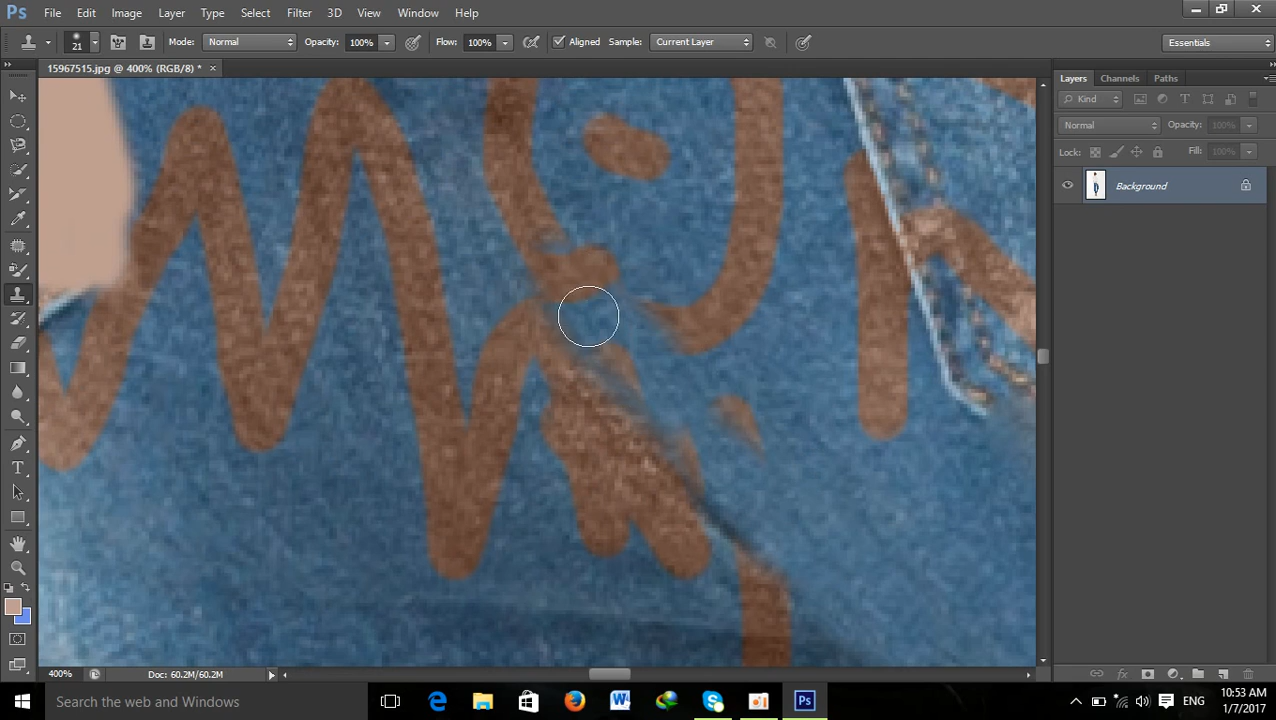 Ps File Edit Image Layer Type Select Filter 3D View Window Help
21 Mode: Normal Opacity: 100% Flow: 100% Aligned Sample: Current Layer Essentials
15967515.jpg @ 400% (RGB/8) * ×
Layers Channels Paths
Kind
Normal Opacity: 100%
Lock: Fill: 100%
Background
400% Doc: 60.2M/60.2M
Search the web and Windows
10:53 AM
1/7/2017